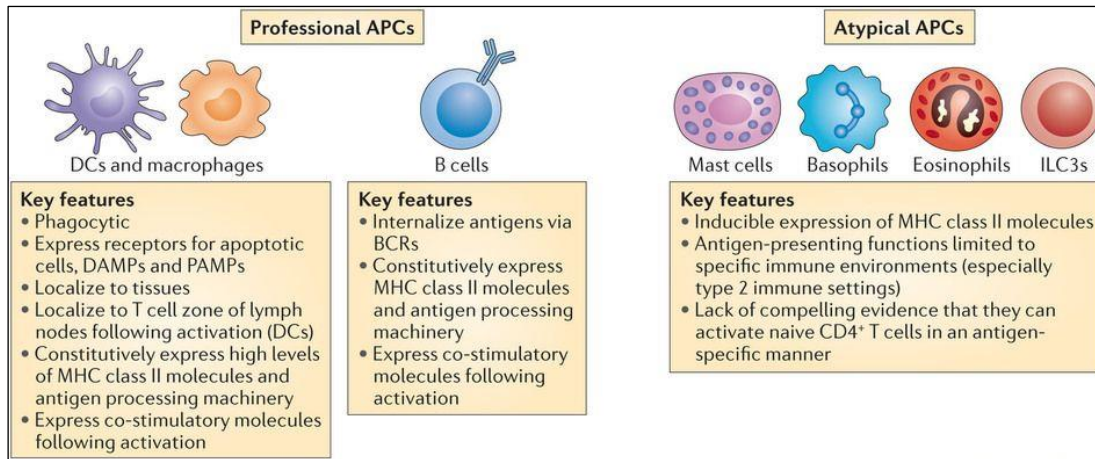 Professional APCs
DCs and macrophages
Key features
• Phagocytic
• Express receptors for apoptotic
cells, DAMPs and PAMPs
• Localize to tissues
• Localize to T cell zone of lymph
nodes following activation (DCs)
• Constitutively express high levels
of MHC class II molecules and
antigen processing machinery
• Express co-stimulatory molecules
following activation
B cells
Key features
• Internalize antigens via
BCRs
• Constitutively express
MHC class II molecules
and antigen processing
machinery
• Express co-stimulatory
molecules following
activation
Atypical APCs
Mast cells
Basophils
Eosinophils
ILC3s
Key features
• Inducible expression of MHC class II molecules
• Antigen-presenting functions limited to
specific immune environments (especially
type 2 immune settings)
• Lack of compelling evidence that they can
activate naive CD4⁺ T cells in an antigen-
specific manner